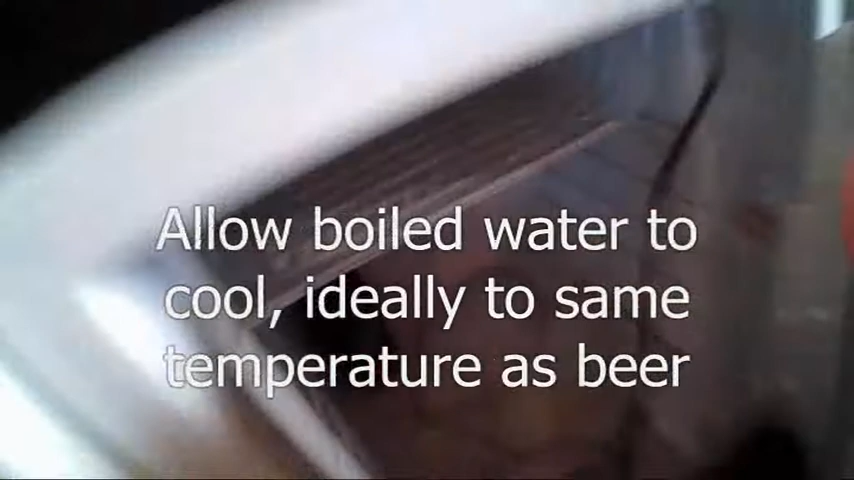 Allow boiled water to
cool, ideally to same
temperature as beer